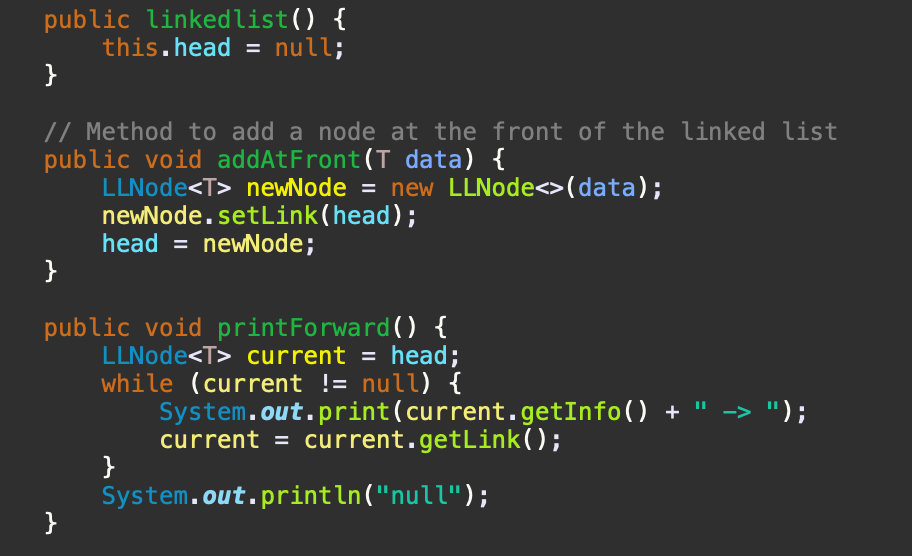 public linkedlist() {
this.head = null;
}
// Method to add a node at the front of the linked list
public void addAtFront(T data) {
LLNode<T> newNode = new LLNode<>(data);
newNode.setLink(head);
head = newNode;
}
public void printForward() {
LLNode<T> current = head;
while (current != null) {
System.out.print(current.getInfo() + " -> ");
current = current.getLink();
}
System.out.println("null");
}